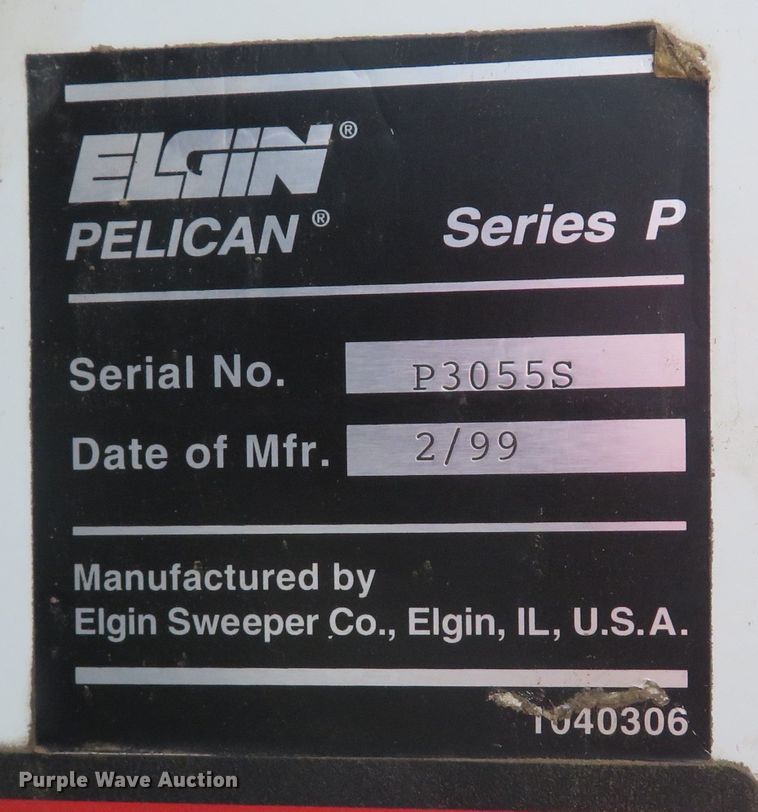 ELGIN®
PELICAN® Series P
Serial No. P3055S
Date of Mfr. 2/99
Manufactured by
Elgin Sweeper Co., Elgin, IL, U.S.A.
1040306
Purple Wave Auction